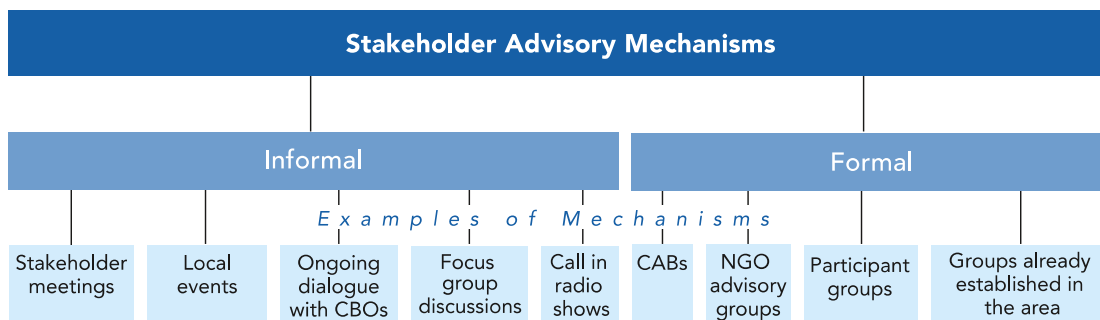 Stakeholder Advisory Mechanisms
Informal
Formal
Examples of Mechanisms
Stakeholder
meetings
Local
events
Ongoing
dialogue
with CBOs
Focus
group
discussions
Call in
radio
shows
CABs
NGO
advisory
groups
Participant
groups
Groups already
established in
the area